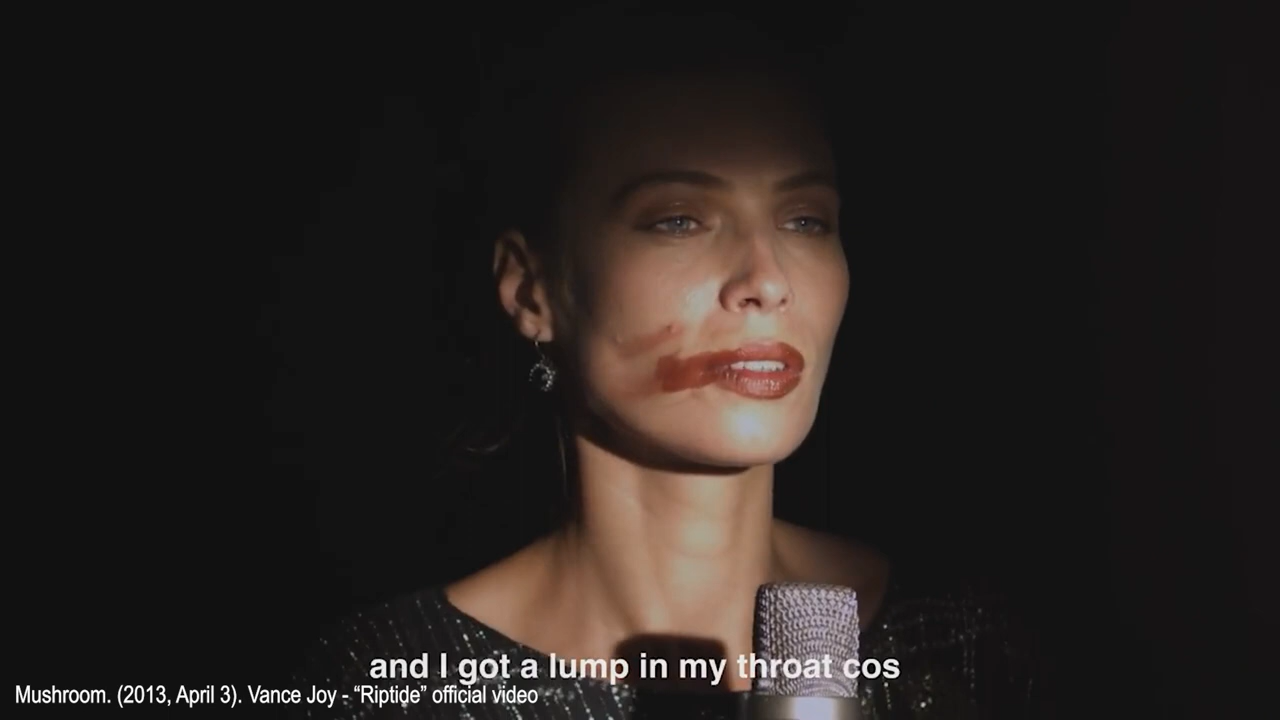 and I got a lump in my throat cos
Mushroom. (2013, April 3). Vance Joy - “Riptide” official video